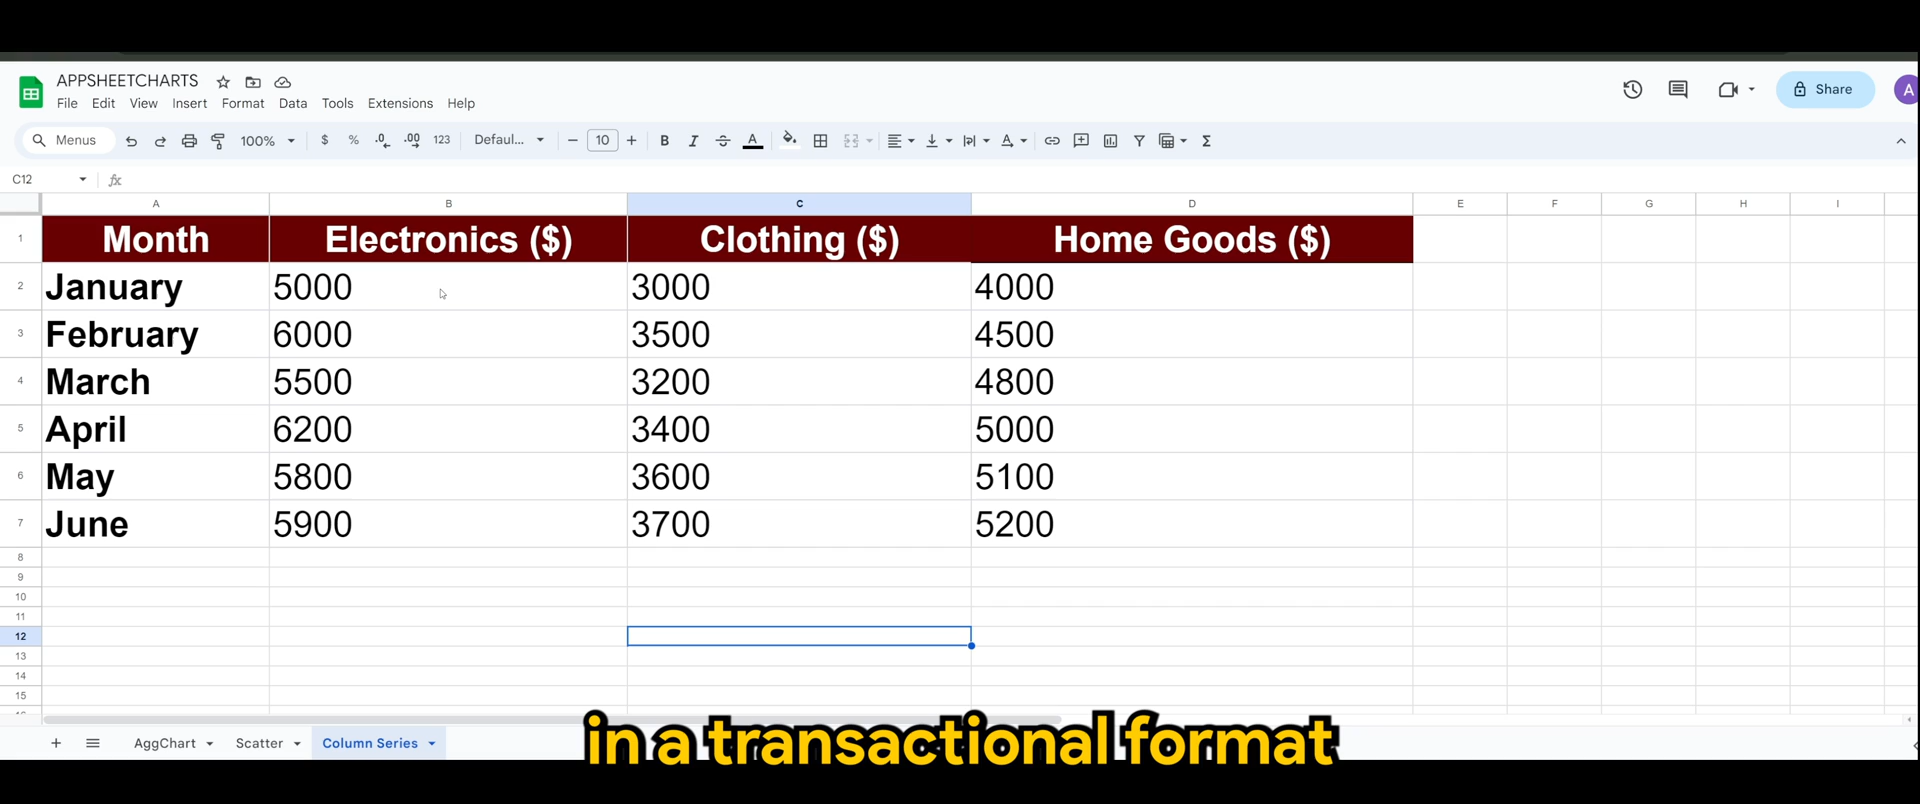 APPSHEETCHARTS
File Edit View Insert Format Data Tools Extensions Help
Share
A
Menus 100% $ % .0 .00 123 Defaul... − 10 + B I S A Σ
C12 fx
A B C D E F G H I
1 Month Electronics ($) Clothing ($) Home Goods ($)
2 January 5000 3000 4000
3 February 6000 3500 4500
4 March 5500 3200 4800
5 April 6200 3400 5000
6 May 5800 3600 5100
7 June 5900 3700 5200
8
9
10
11
12
13
14
15
+ AggChart Scatter Column Series
in a transactional format